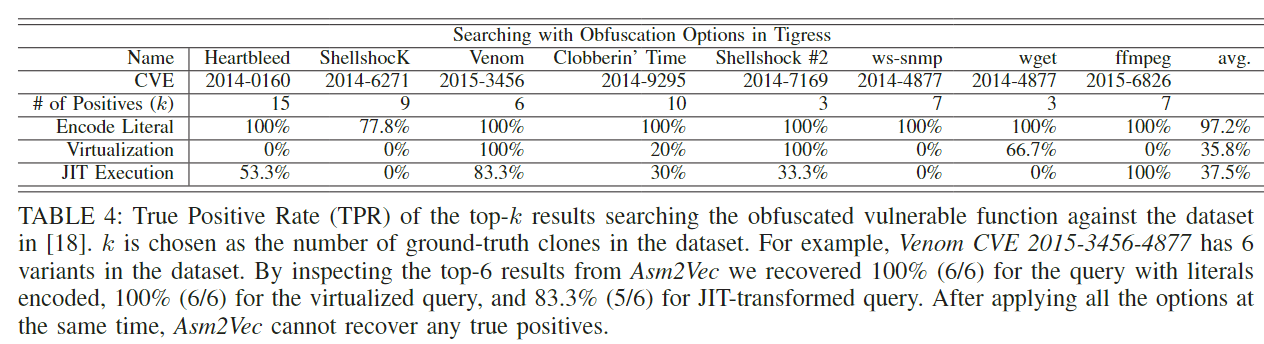 Searching with Obfuscation Options in Tigress
Name Heartbleed ShellshocK Venom Clobberin' Time Shellshock #2 ws-snmp wget ffmpeg avg.
CVE 2014-0160 2014-6271 2015-3456 2014-9295 2014-7169 2014-4877 2014-4877 2015-6826
# of Positives (k) 15 9 6 10 3 7 3 7
Encode Literal 100% 77.8% 100% 100% 100% 100% 100% 100% 97.2%
Virtualization 0% 0% 100% 20% 100% 0% 66.7% 0% 35.8%
JIT Execution 53.3% 0% 83.3% 30% 33.3% 0% 0% 100% 37.5%
TABLE 4: True Positive Rate (TPR) of the top-k results searching the obfuscated vulnerable function against the dataset
in [18]. k is chosen as the number of ground-truth clones in the dataset. For example, Venom CVE 2015-3456-4877 has 6
variants in the dataset. By inspecting the top-6 results from Asm2Vec we recovered 100% (6/6) for the query with literals
encoded, 100% (6/6) for the virtualized query, and 83.3% (5/6) for JIT-transformed query. After applying all the options at
the same time, Asm2Vec cannot recover any true positives.